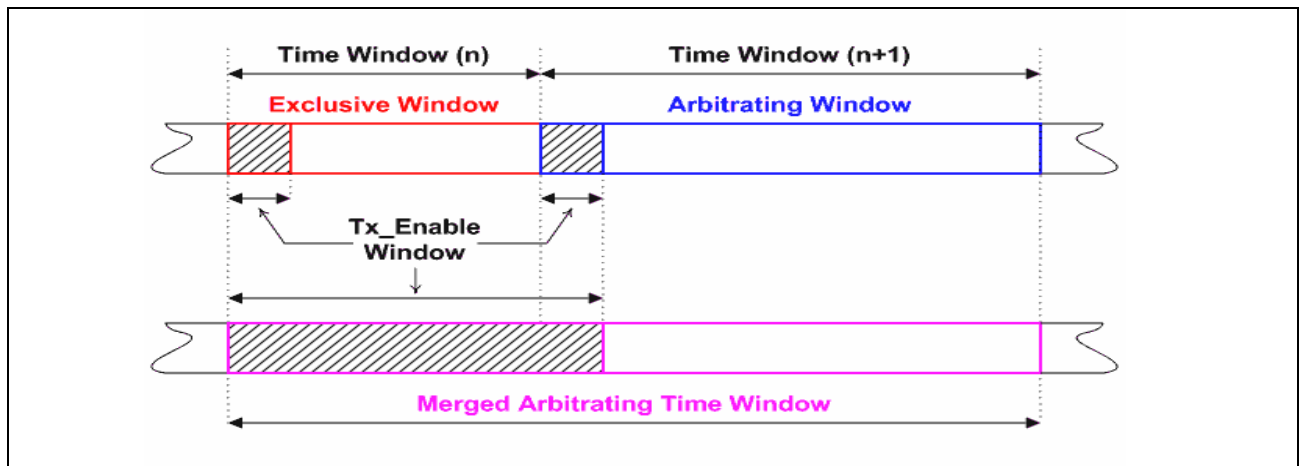 Time Window (n)
Time Window (n+1)
Exclusive Window
Arbitrating Window
Tx_Enable
Window
Merged Arbitrating Time Window